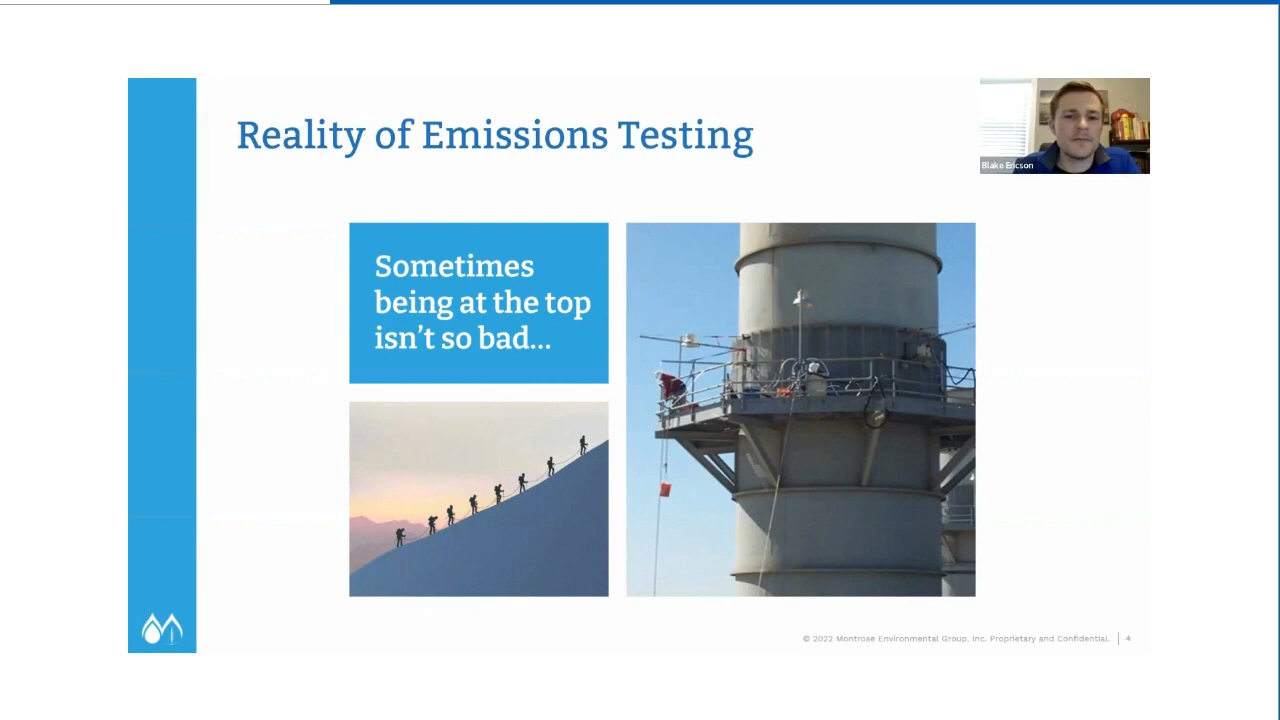 Reality of Emissions Testing
Blake Ericson
Sometimes
being at the top
isn't so bad...
© 2022 Montrose Environmental Group, Inc. Proprietary and Confidential. | 4